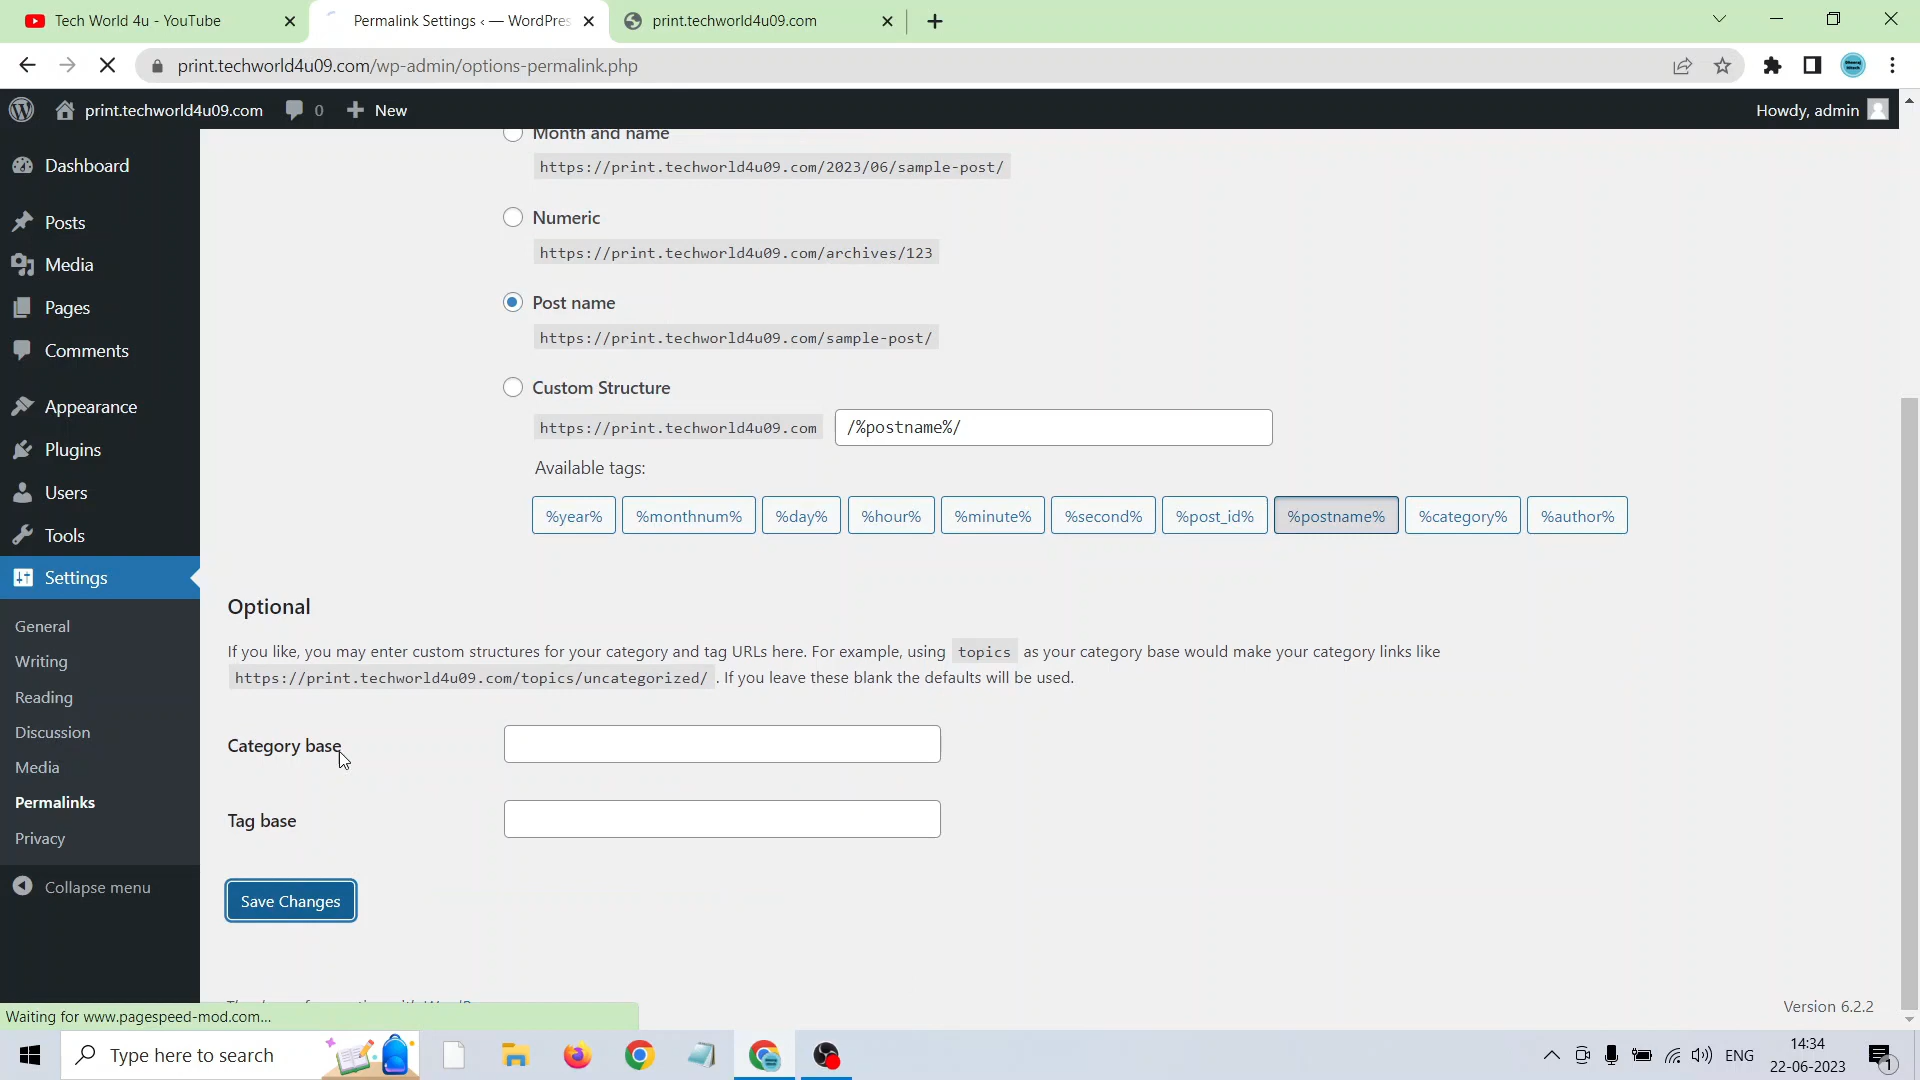 Tech World 4u - YouTube
Permalink Settings ‹ — WordPres
print.techworld4u09.com
print.techworld4u09.com/wp-admin/options-permalink.php
print.techworld4u09.com
0
New
Howdy, admin
Dashboard
Posts
Media
Pages
Comments
Appearance
Plugins
Users
Tools
Settings
General
Writing
Reading
Discussion
Media
Permalinks
Privacy
Collapse menu
Month and name
https://print.techworld4u09.com/2023/06/sample-post/
Numeric
https://print.techworld4u09.com/archives/123
Post name
https://print.techworld4u09.com/sample-post/
Custom Structure
https://print.techworld4u09.com /%postname%/
Available tags:
%year% %monthnum% %day% %hour% %minute% %second% %post_id% %postname% %category% %author%
Optional
If you like, you may enter custom structures for your category and tag URLs here. For example, using topics as your category base would make your category links like
https://print.techworld4u09.com/topics/uncategorized/ . If you leave these blank the defaults will be used.
Category base
Tag base
Save Changes
Version 6.2.2
Waiting for www.pagespeed-mod.com...
Type here to search
ENG
14:34
22-06-2023
1